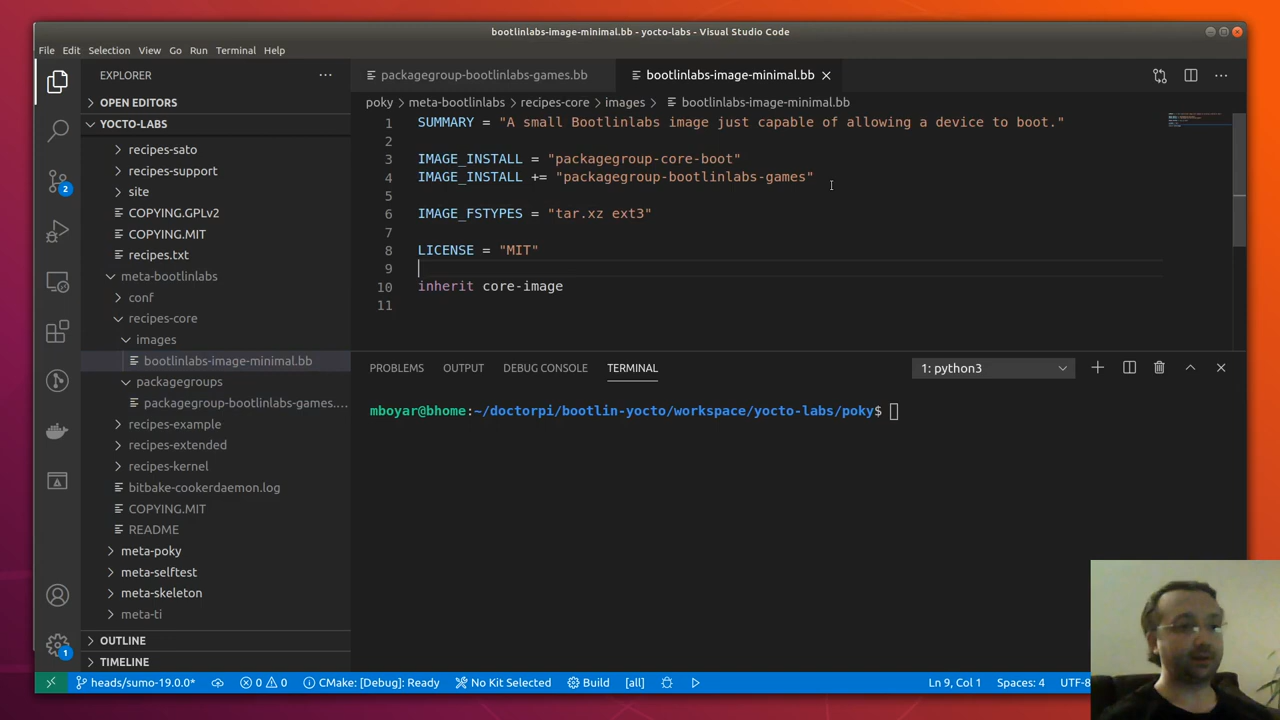 bootlinlabs-image-minimal.bb - yocto-labs - Visual Studio Code
File Edit Selection View Go Run Terminal Help
EXPLORER
OPEN EDITORS
YOCTO-LABS
recipes-sato
recipes-support
site
COPYING.GPLv2
COPYING.MIT
recipes.txt
meta-bootlinlabs
conf
recipes-core
images
bootlinlabs-image-minimal.bb
packagegroups
packagegroup-bootlinlabs-games....
recipes-example
recipes-extended
recipes-kernel
bitbake-cookerdaemon.log
COPYING.MIT
README
meta-poky
meta-selftest
meta-skeleton
meta-ti
OUTLINE
TIMELINE
2
1
packagegroup-bootlinlabs-games.bb
bootlinlabs-image-minimal.bb
poky > meta-bootlinlabs > recipes-core > images > bootlinlabs-image-minimal.bb
1 SUMMARY = "A small Bootlinlabs image just capable of allowing a device to boot."
2
3 IMAGE_INSTALL = "packagegroup-core-boot"
4 IMAGE_INSTALL += "packagegroup-bootlinlabs-games"
5
6 IMAGE_FSTYPES = "tar.xz ext3"
7
8 LICENSE = "MIT"
9
10 inherit core-image
11
PROBLEMS OUTPUT DEBUG CONSOLE TERMINAL 1: python3
mboyar@bhome:~/doctorpi/bootlin-yocto/workspace/yocto-labs/poky$
heads/sumo-19.0.0* 0 0 CMake: [Debug]: Ready No Kit Selected Build [all] Ln 9, Col 1 Spaces: 4 UTF-8